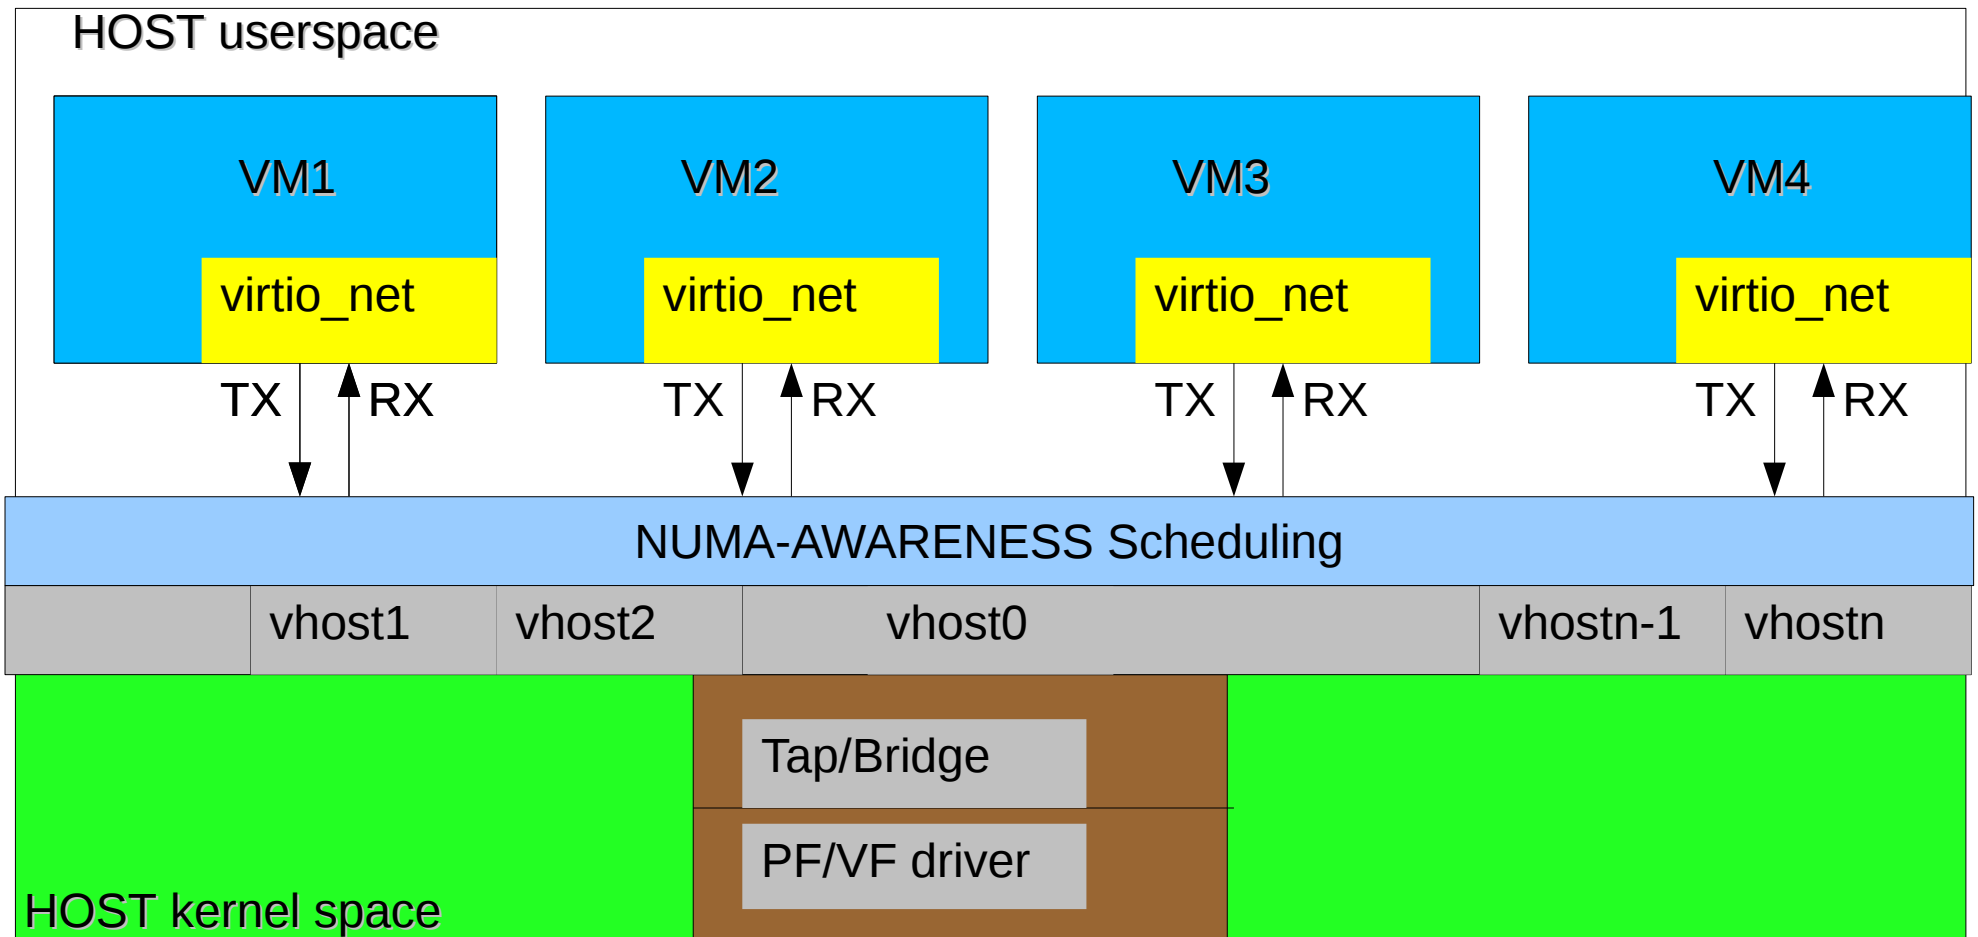 HOST userspace
VM1 VM2 VM3 VM4
virtio_net virtio_net virtio_net virtio_net
TX RX TX RX TX RX TX RX
NUMA-AWARENESS Scheduling
vhost1 vhost2 vhost0 vhostn-1 vhostn
Tap/Bridge
PF/VF driver
HOST kernel space